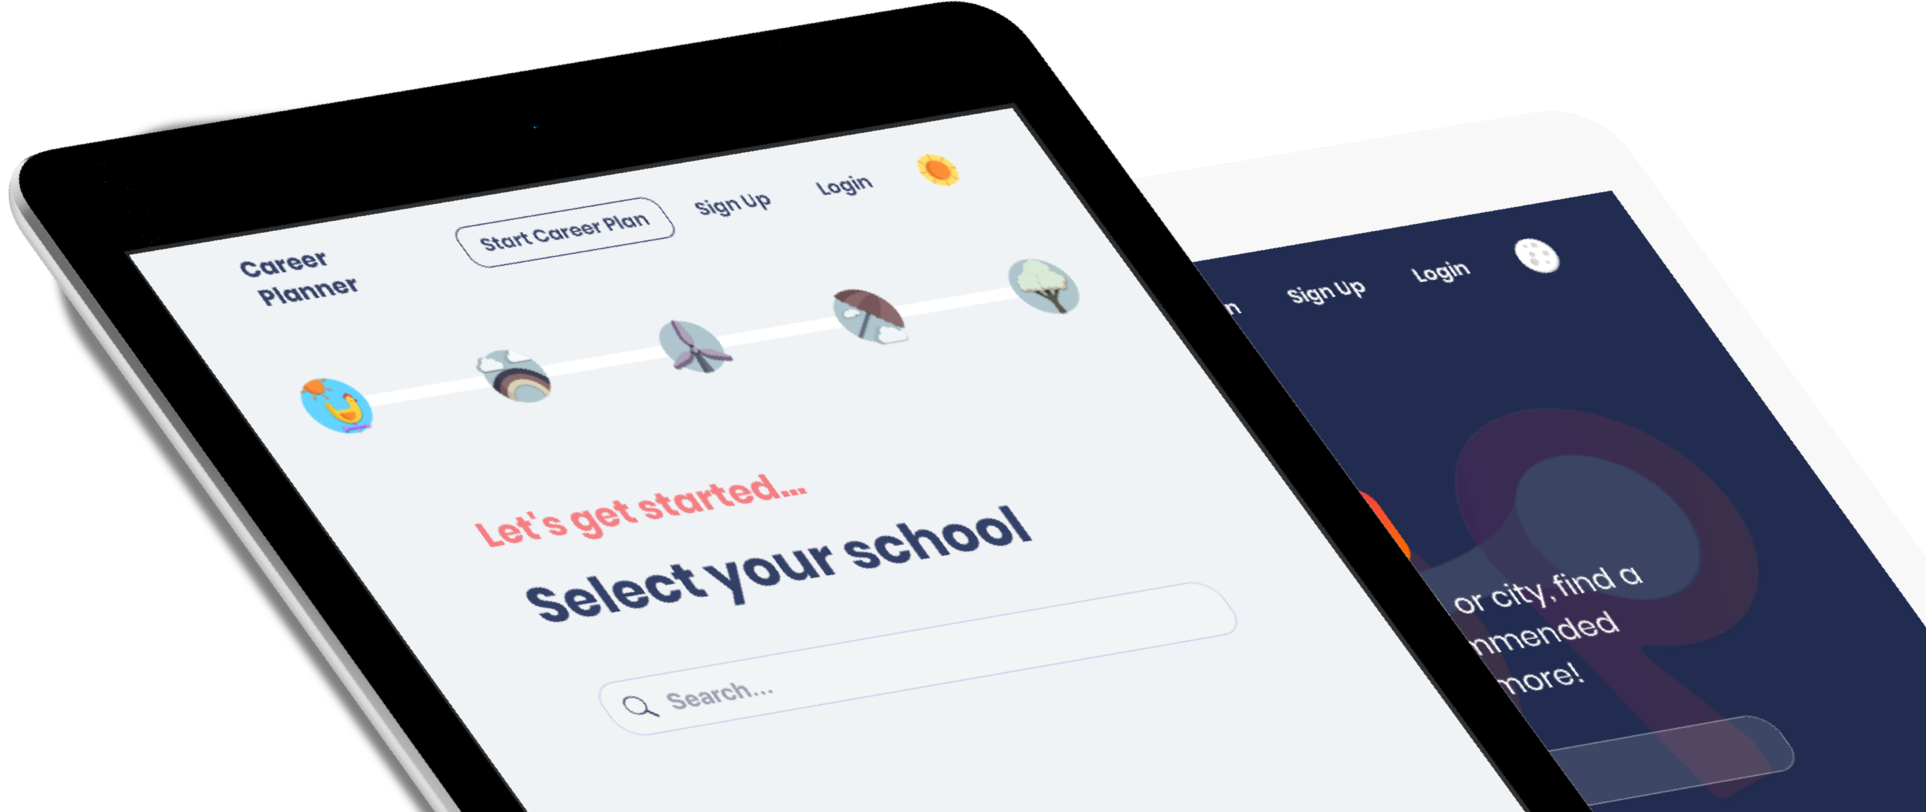 Career
Planner
Start Career Plan
Sign Up
Login
Let's get started...
Select your school
Search...
Sign Up
Login
or city, find a
more!